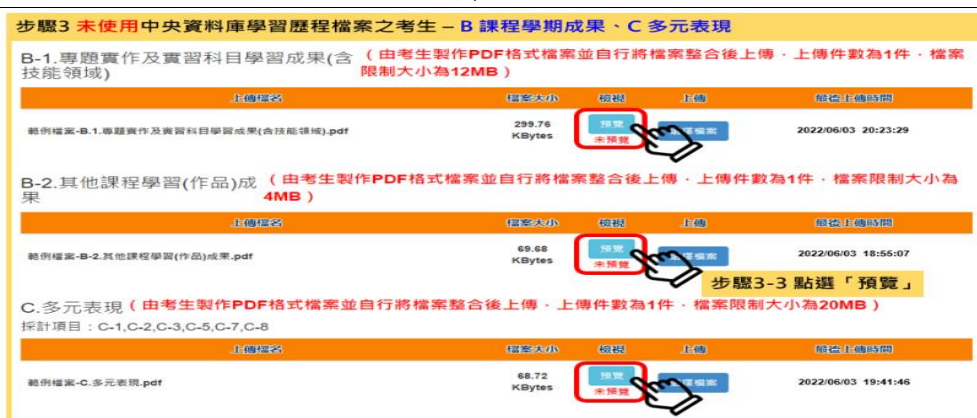 步驟3 未使用中央資料庫學習歷程檔案之考生 – B 課程學期成果、C 多元表現
B-1.專題實作及實習科目學習成果(含技能領域)
(由考生製作PDF格式檔案並自行將檔案整合後上傺，上傳件數為1件，檔案限制大小為12MB)
上傳檔名 檔案大小 檢視 上傳 最後上傳時間
範例檔案-B.1.專題實作及實習科目學習成果(含技能領域).pdf 299.76 KBytes 預覽 未預覽 檔案 2022/06/03 20:23:29
B-2.其他課程學習(作品)成果
(由考生製作PDF格式檔案並自行將檔案整合後上傳，上傳件數為1件，檔案限制大小為4MB)
上傳檔名 檔案大小 檢視 上傳 最後上傳時間
範例檔案-B-2.其他課程學習(作品)成果.pdf 69.68 KBytes 預覽 未預覽 檔案 2022/06/03 18:55:07
步驟3-3 點選「預覽」
C.多元表現(由考生製作PDF格式檔案並自行將檔案整合後上傳，上傳件數為1件，檔案限制大小為20MB)
採計項目：C-1,C-2,C-3,C-5,C-7,C-8
上傳檔名 檔案大小 檢視 上傳 最後上傳時間
範例檔案-C.多元表現.pdf 68.72 KBytes 預覽 未預覽 檔案 2022/06/03 19:41:46